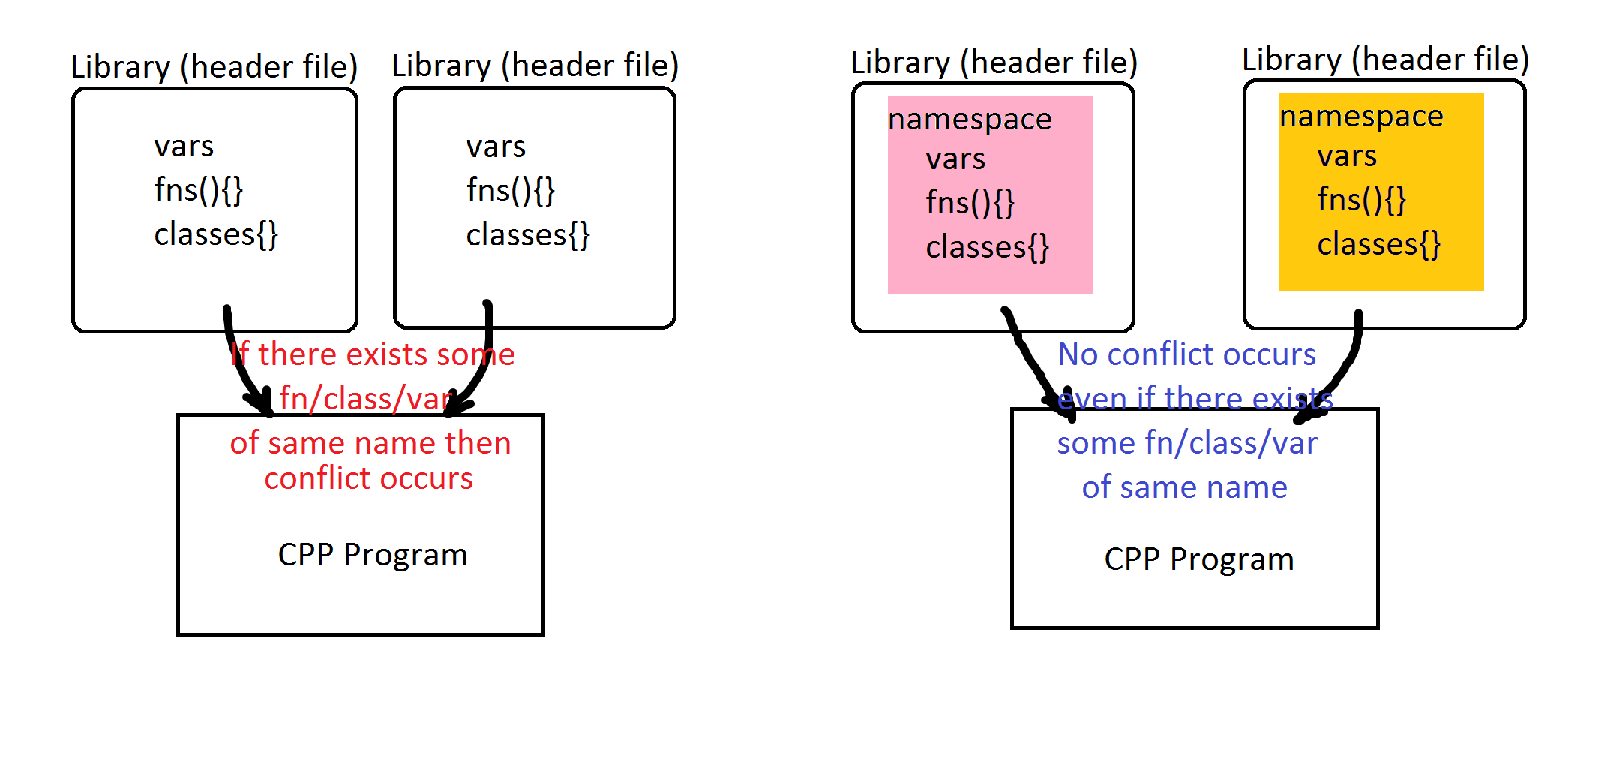 Library (header file)
vars
fns(){}
classes{}
Library (header file)
vars
fns(){}
classes{}
If there exists some
fn/class/var
of same name then
conflict occurs
CPP Program
Library (header file)
namespace
vars
fns(){}
classes{}
Library (header file)
namespace
vars
fns(){}
classes{}
No conflict occurs
even if there exists
some fn/class/var
of same name
CPP Program